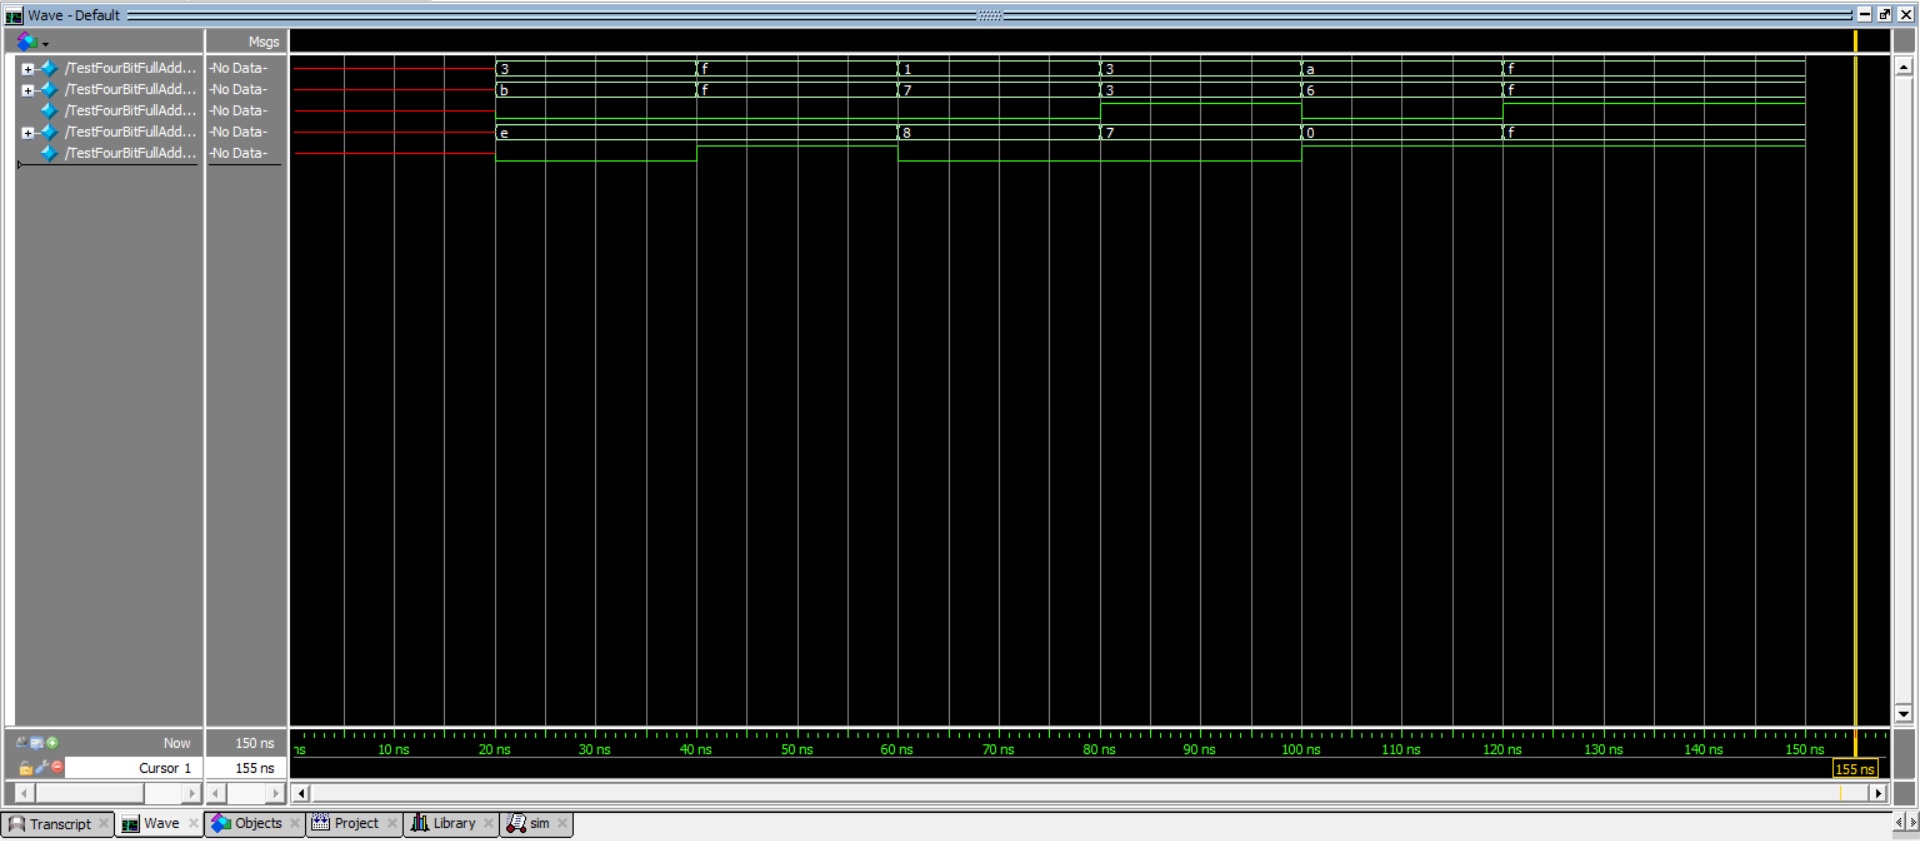 Wave - Default
Msgs
/TestFourBitFullAdd... -No Data- 3 f 1 3 a f
/TestFourBitFullAdd... -No Data- b f 7 3 6 f
/TestFourBitFullAdd... -No Data-
/TestFourBitFullAdd... -No Data- e 8 7 0 f
/TestFourBitFullAdd... -No Data-
Now 150 ns ns 10 ns 20 ns 30 ns 40 ns 50 ns 60 ns 70 ns 80 ns 90 ns 100 ns 110 ns 120 ns 130 ns 140 ns 150 ns
Cursor 1 155 ns 155 ns
Transcript Wave Objects Project Library sim